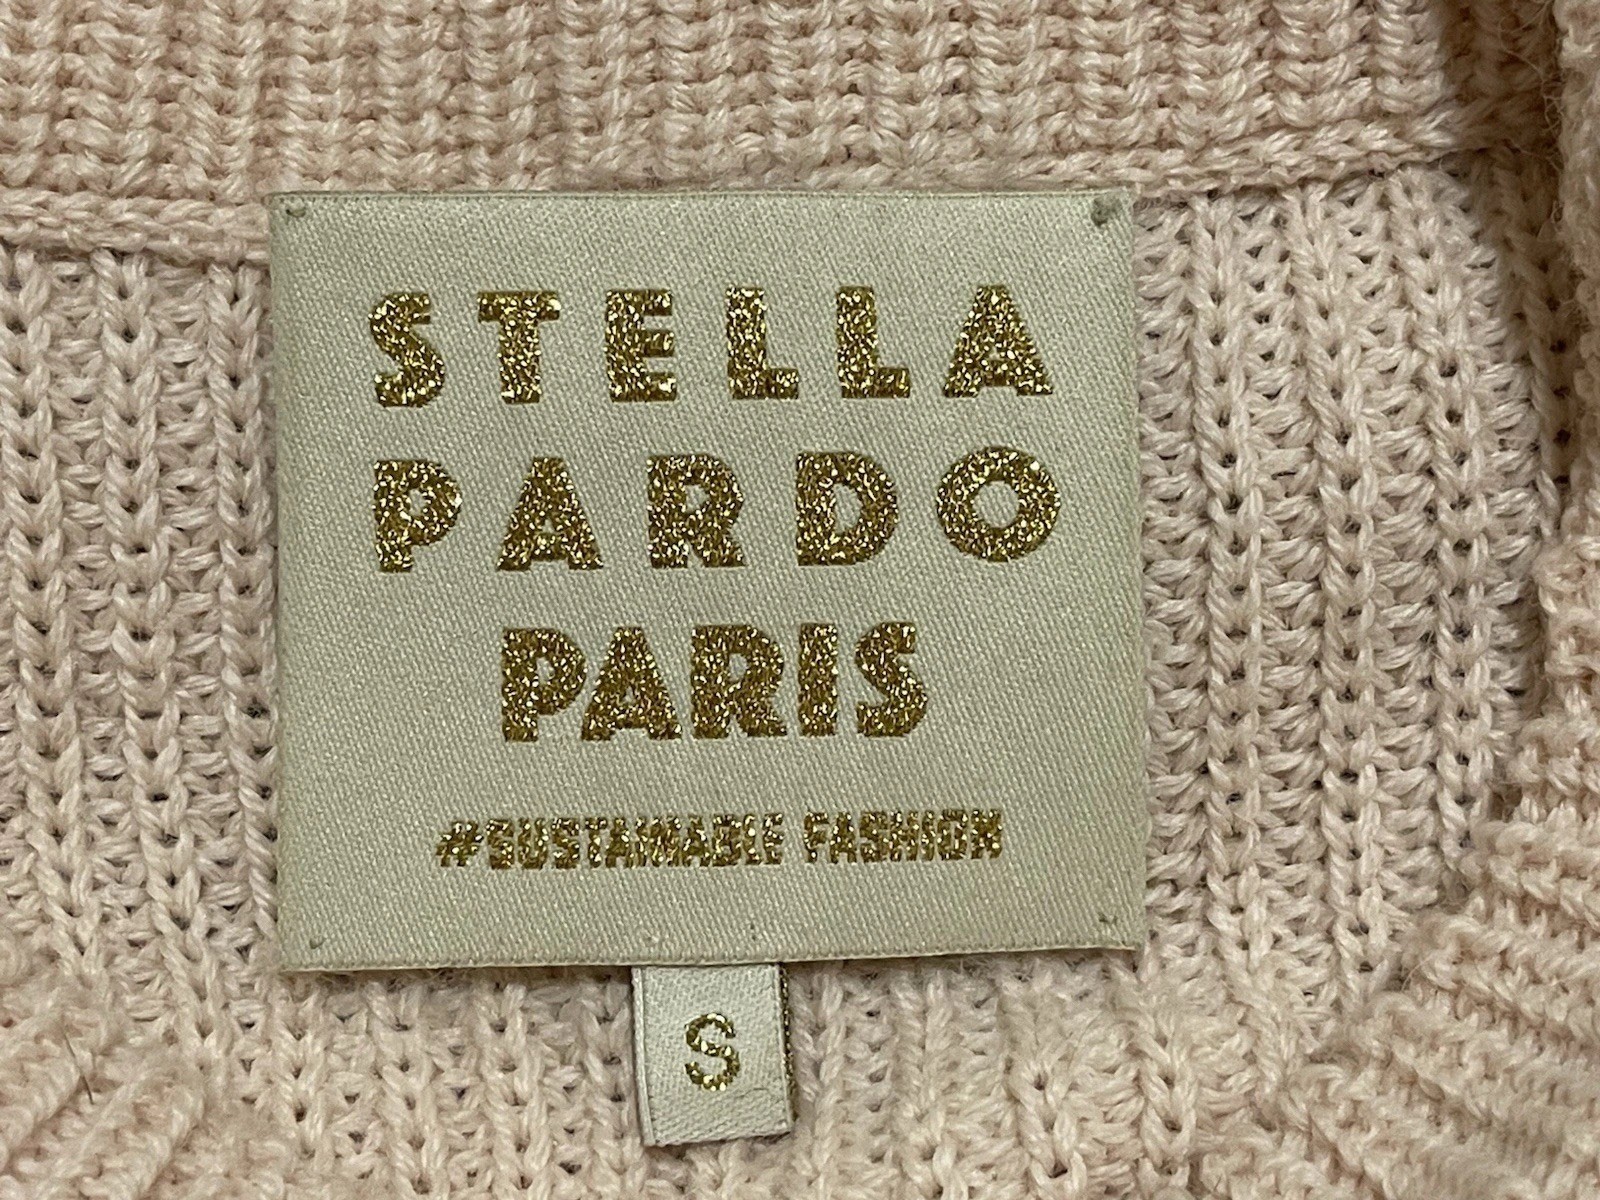 STELLA
PARDO
PARIS
#SUSTAINABLE FASHION
S